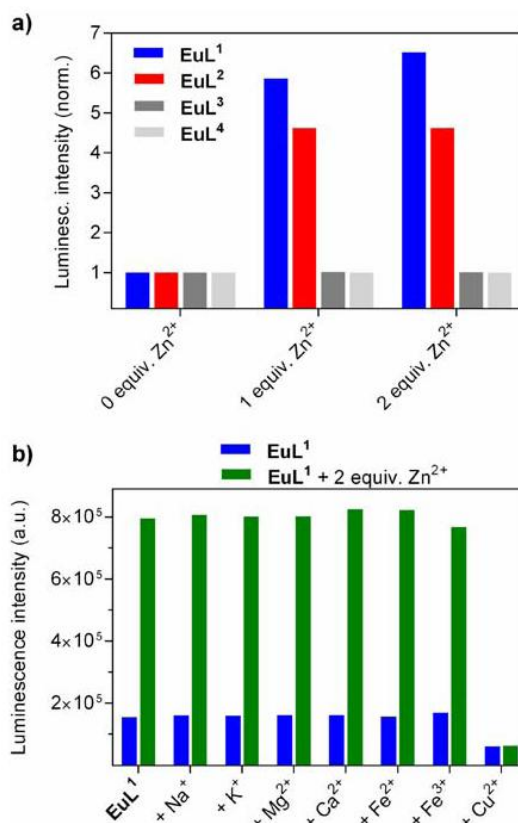 a)
Luminesc. intensity (norm.)
7
6
5
4
3
2
1
EuL¹
EuL²
EuL³
EuL⁴
0 equiv. Zn²⁺
1 equiv. Zn²⁺
2 equiv. Zn²⁺
b)
EuL¹
EuL¹ + 2 equiv. Zn²⁺
Luminescence intensity (a.u.)
8×10⁵
6×10⁵
4×10⁵
2×10⁵
EuL¹
+ Na⁺
+ K⁺
+ Mg²⁺
+ Ca²⁺
+ Fe²⁺
+ Fe³⁺
+ Cu²⁺